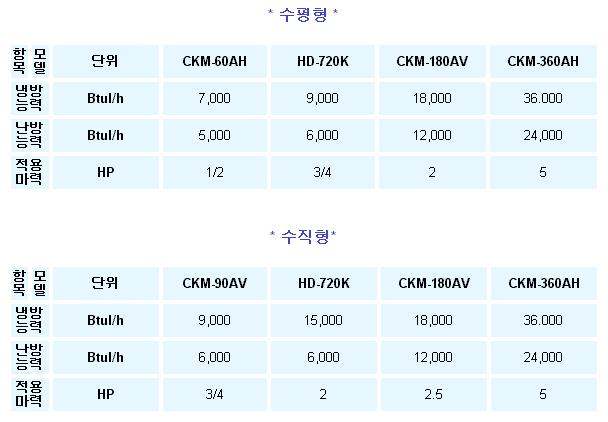 * 수평형 *
항목 모델 단위 CKM-60AH HD-720K CKM-180AV CKM-360AH
냉방능력 Btul/h 7,000 9,000 18,000 36.000
난방능력 Btul/h 5,000 6,000 12,000 24,000
적용마력 HP 1/2 3/4 2 5
* 수직형*
항목 모델 단위 CKM-90AV HD-720K CKM-180AV CKM-360AH
냉방능력 Btul/h 9,000 15,000 18,000 36.000
난방능력 Btul/h 6,000 6,000 12,000 24,000
적용마력 HP 3/4 2 2.5 5